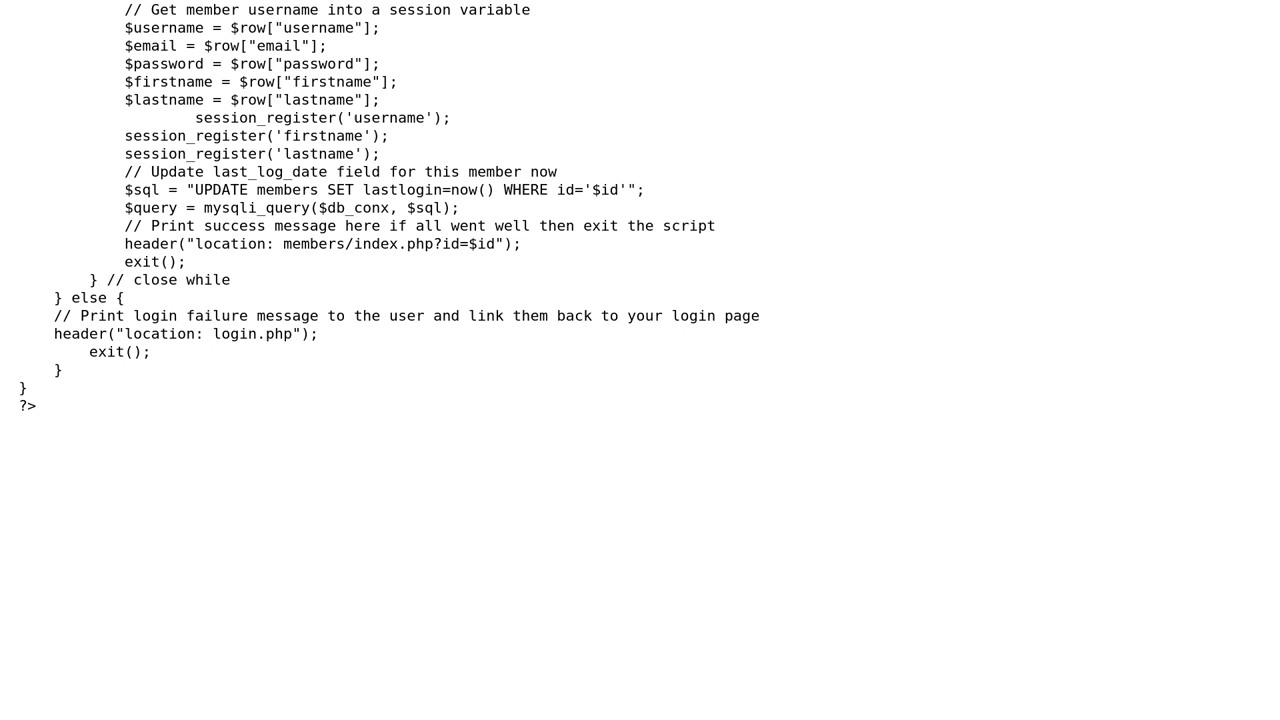 // Get member username into a session variable
            $username = $row["username"];
            $email = $row["email"];
            $password = $row["password"];
            $firstname = $row["firstname"];
            $lastname = $row["lastname"];
                    session_register('username');
            session_register('firstname');
            session_register('lastname');
            // Update last_log_date field for this member now
            $sql = "UPDATE members SET lastlogin=now() WHERE id='$id'";
            $query = mysqli_query($db_conx, $sql);
            // Print success message here if all went well then exit the script
            header("location: members/index.php?id=$id");
            exit();
        } // close while
    } else {
    // Print login failure message to the user and link them back to your login page
    header("location: login.php");
        exit();
    }
}
?>